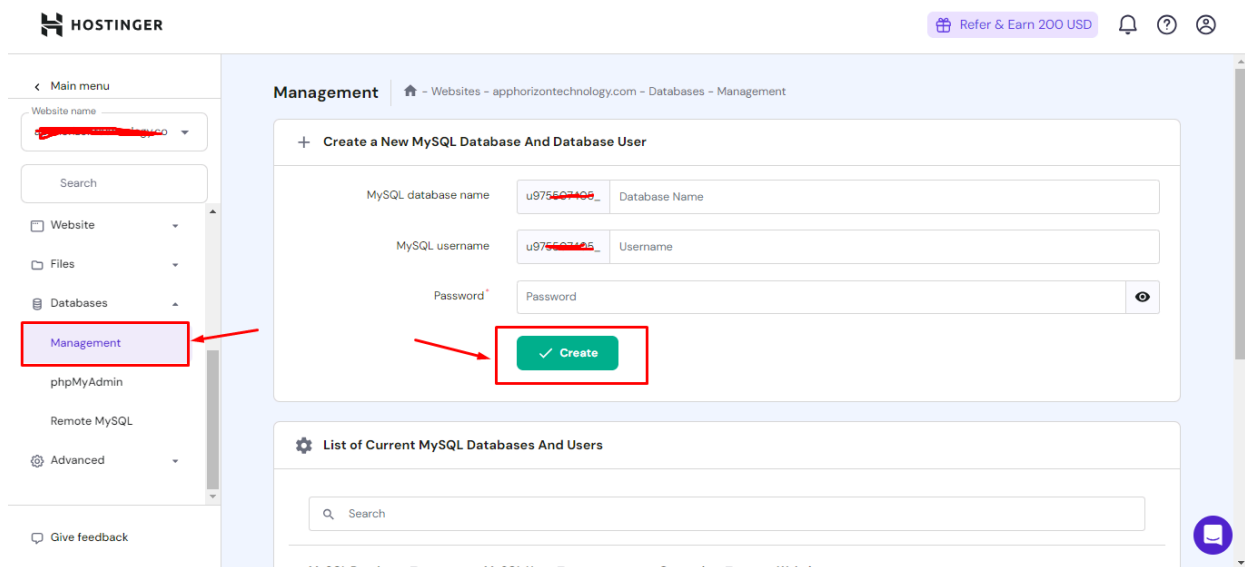 HOSTINGER
Refer & Earn 200 USD
Main menu
Website name
Search
Website
Files
Databases
Management
phpMyAdmin
Remote MySQL
Advanced
Give feedback
Management
- Websites - apphorizontechnology.com - Databases - Management
Create a New MySQL Database And Database User
MySQL database name
Database Name
MySQL username
Username
Password*
Password
Create
List of Current MySQL Databases And Users
Search